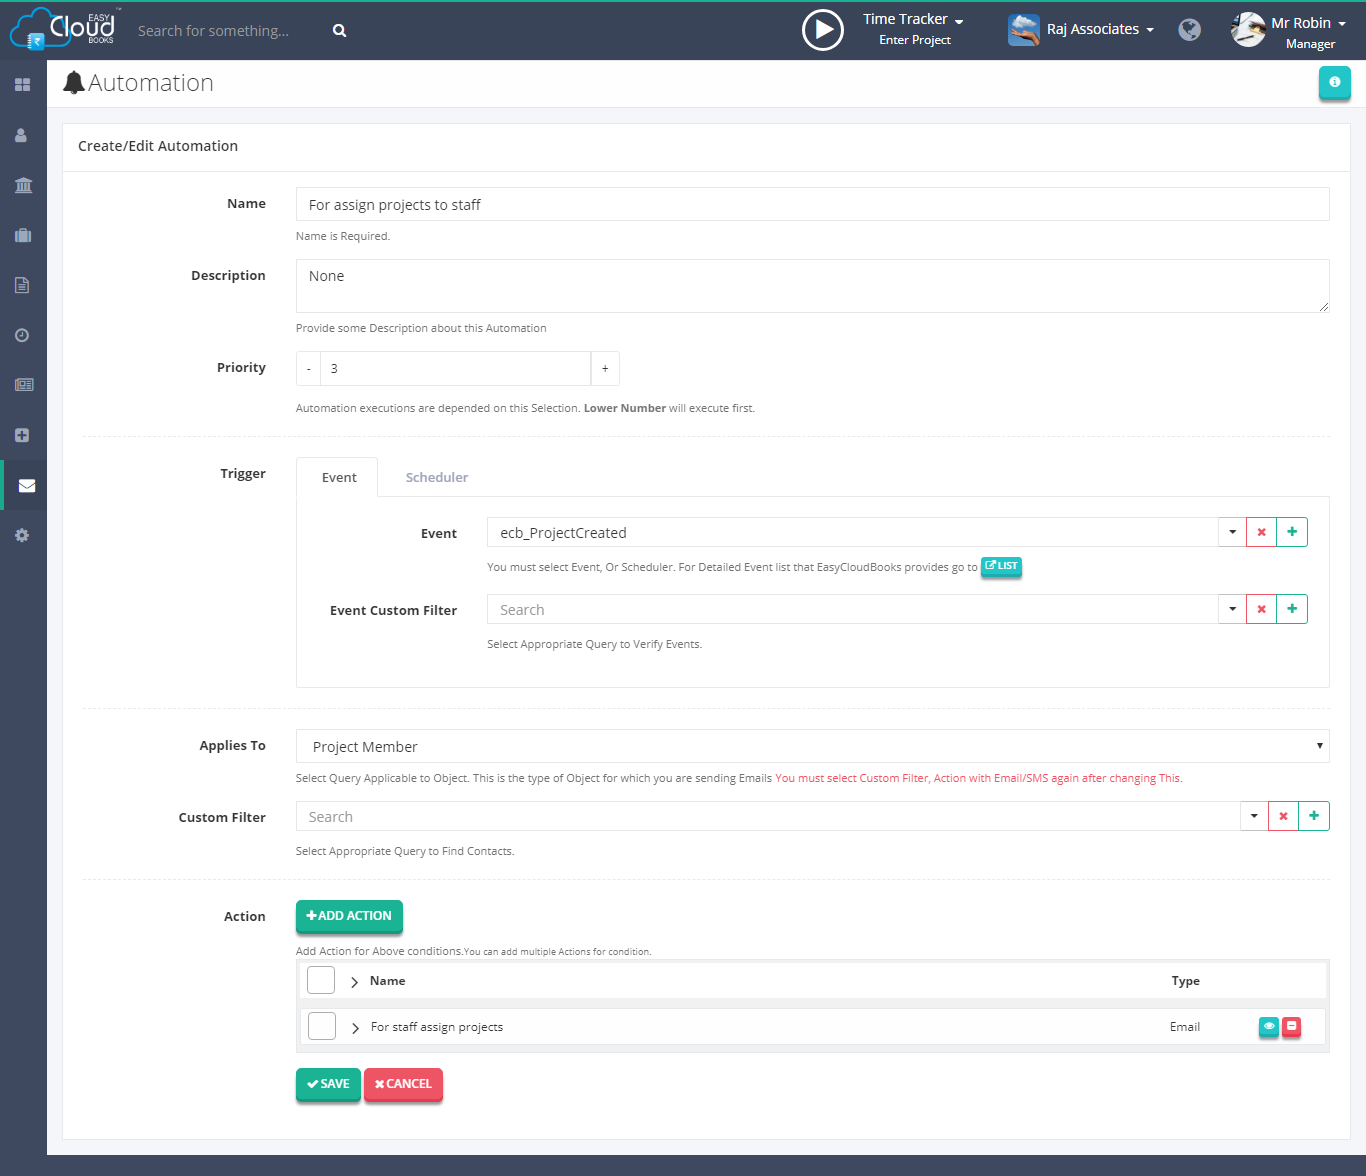 EASY
Cloud
BOOKS
™
Search for something...
Time Tracker
Enter Project
Raj Associates
Mr Robin
Manager
Automation
Create/Edit Automation
Name
For assign projects to staff
Name is Required.
Description
None
Provide some Description about this Automation
Priority
- 3 +
Automation executions are depended on this Selection. Lower Number will execute first.
Trigger
Event Scheduler
Event
ecb_ProjectCreated
You must select Event, Or Scheduler. For Detailed Event list that EasyCloudBooks provides go to LIST
Event Custom Filter
Search
Select Appropriate Query to Verify Events.
Applies To
Project Member
Select Query Applicable to Object. This is the type of Object for which you are sending Emails You must select Custom Filter, Action with Email/SMS again after changing This.
Custom Filter
Search
Select Appropriate Query to Find Contacts.
Action
ADD ACTION
Add Action for Above conditions.You can add multiple Actions for condition.
Name Type
For staff assign projects Email
SAVE CANCEL